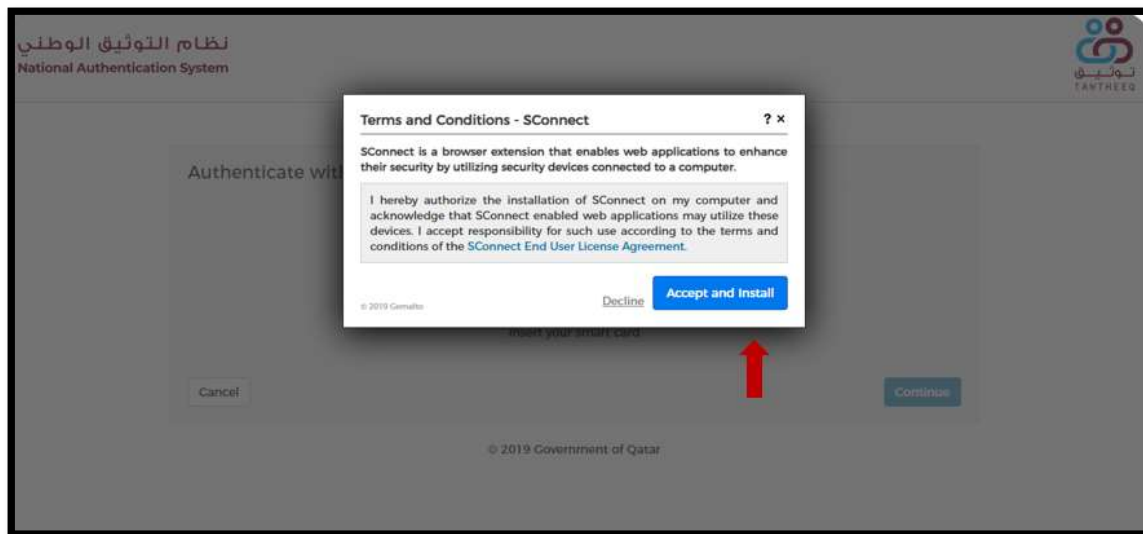 نظام التوثيق الوطني
National Authentication System
توثيق
TAWTHEEQ
Terms and Conditions - SConnect ? ×
SConnect is a browser extension that enables web applications to enhance
their security by utilizing security devices connected to a computer.
Authenticate with
I hereby authorize the installation of SConnect on my computer and
acknowledge that SConnect enabled web applications may utilize these
devices. I accept responsibility for such use according to the terms and
conditions of the SConnect End User License Agreement.
© 2019 Gemalto
Decline
Accept and Install
Insert your smart card
Cancel
Continue
© 2019 Government of Qatar